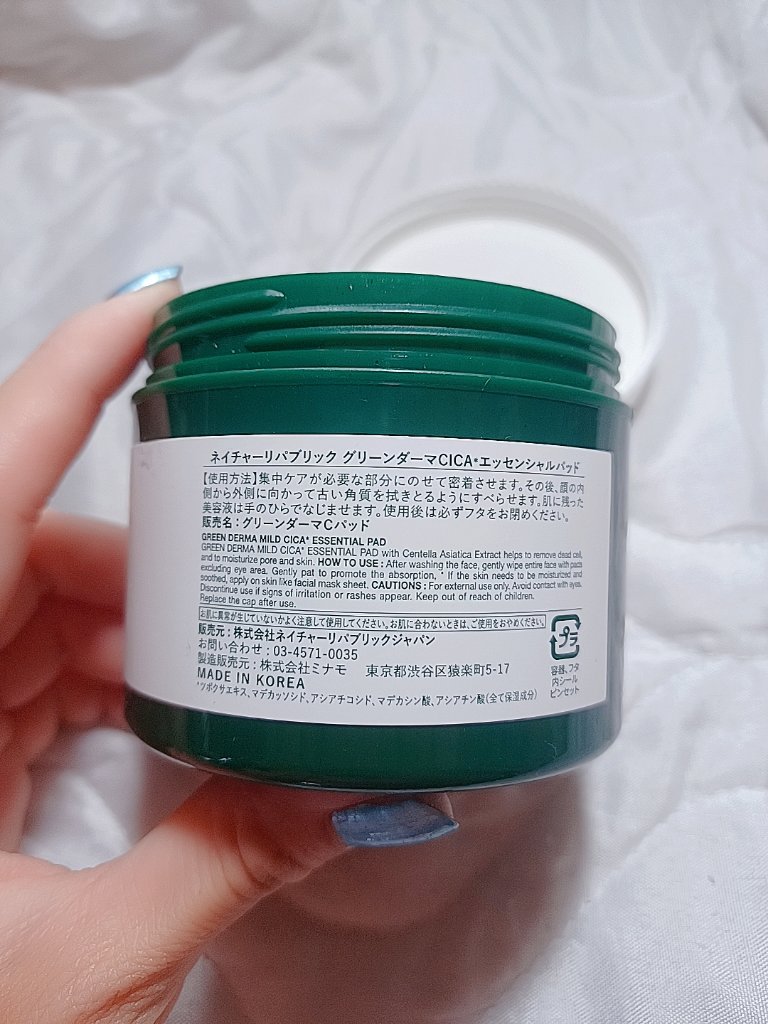 ネイチャーリパブリック グリーンダーマCICA*エッセンシャルパッド
【使用方法】集中ケアが必要な部分にのせて密着させます。その後、顔の内
側から外側に向かって古い角質を拭きとるようにすべらせます。肌に残った
美容液は手のひらでなじませます。使用後は必ずフタをお閉めください。
販売名：グリーンダーマCパッド
GREEN DERMA MILD CICA* ESSENTIAL PAD
GREEN DERMA MILD CICA* ESSENTIAL PAD with Centella Asiatica Extract helps to remove dead cell,
and to moisturize pore and skin. HOW TO USE : After washing the face, gently wipe entire face with pads
excluding eye area. Gently pat to promote the absorption, * If the skin needs to be moisturized and
soothed, apply on skin like facial mask sheet. CAUTIONS : For external use only. Avoid contact with eyes.
Discontinue use if signs of irritation or rashes appear. Keep out of reach of children.
Replace the cap after use.
お肌に異常が生じていないかよく注意して使用してください。お肌に合わないときは、ご使用をおやめください。
販売元：株式会社ネイチャーリパブリックジャパン
お問い合わせ：03-4571-0035
製造販売元：株式会社ミナモ 東京都渋谷区猿楽町5-17
MADE IN KOREA
*ツボクサエキス、マデカッソシド、アシアチコシド、マデカシン酸、アシアチン酸(全て保湿成分)
プラ
容器、フタ
内シール
ピンセット